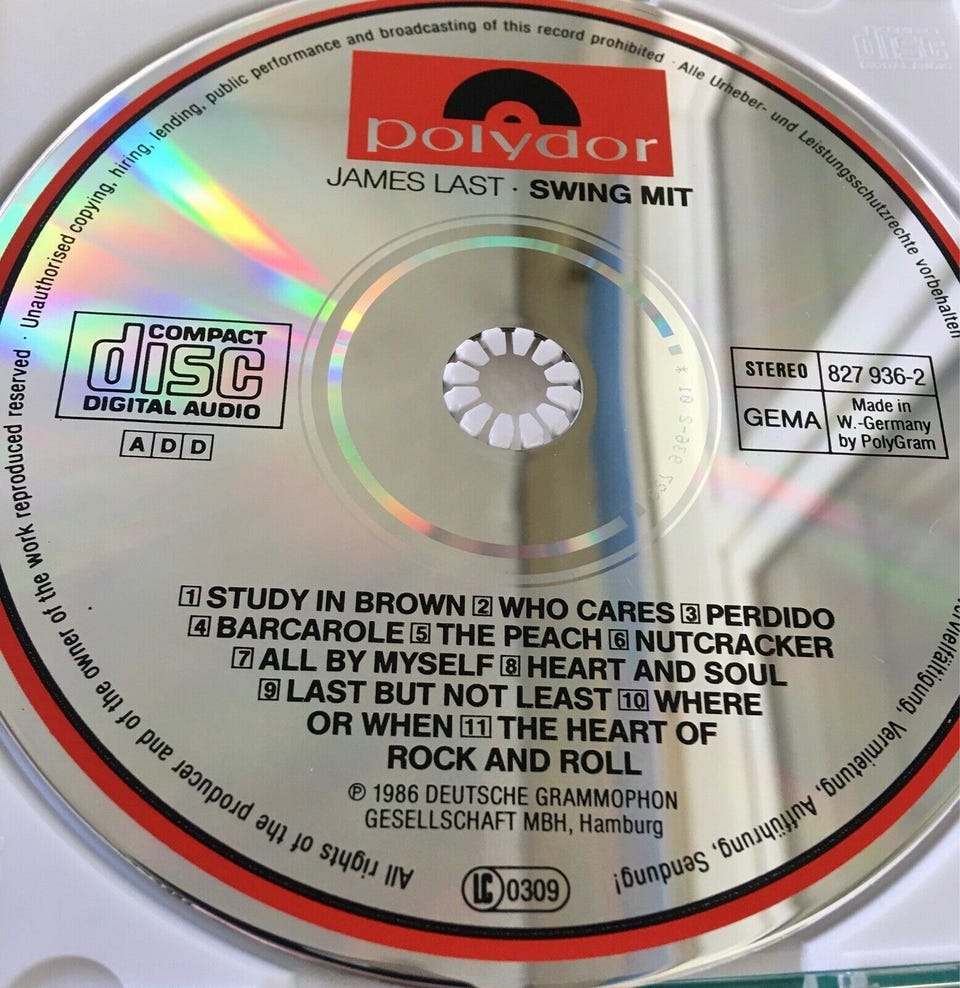 Unauthorised copying, hiring, lending, public performance and broadcasting of this record prohibited · Alle Urheber- und Leistungsschutzrechte vorbehalten
polydor
JAMES LAST · SWING MIT
COMPACT
disc
DIGITAL AUDIO
A D D
STEREO 827 936-2
GEMA Made in
W.-Germany
by PolyGram
1 STUDY IN BROWN 2 WHO CARES 3 PERDIDO
4 BARCAROLE 5 THE PEACH 6 NUTCRACKER
7 ALL BY MYSELF 8 HEART AND SOUL
9 LAST BUT NOT LEAST 10 WHERE
OR WHEN 11 THE HEART OF
ROCK AND ROLL
℗ 1986 DEUTSCHE GRAMMOPHON
GESELLSCHAFT MBH, Hamburg
LC 0309
All rights of the producer and of the owner of the work reproduced reserved ·
Vermietung, Aufführung, Sendung!